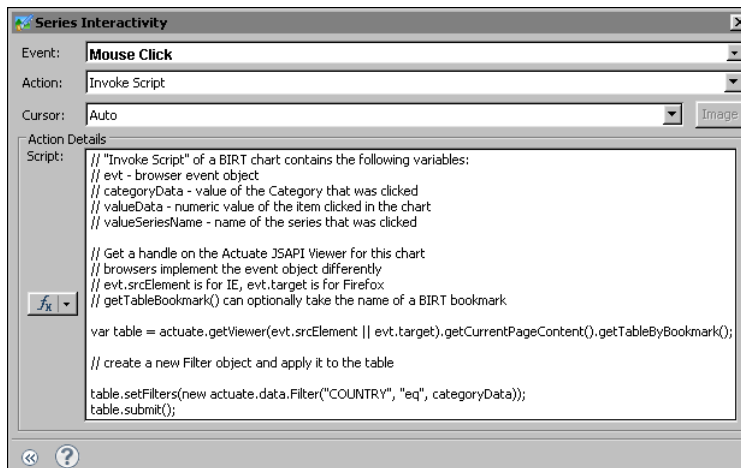 Series Interactivity
Event: Mouse Click
Action: Invoke Script
Cursor: Auto Image
Action Details
Script:
// "Invoke Script" of a BIRT chart contains the following variables:
// evt - browser event object
// categoryData - value of the Category that was clicked
// valueData - numeric value of the item clicked in the chart
// valueSeriesName - name of the series that was clicked
// Get a handle on the Actuate JSAPI Viewer for this chart
// browsers implement the event object differently
// evt.srcElement is for IE, evt.target is for Firefox
// getTableBookmark() can optionally take the name of a BIRT bookmark
fx
var table = actuate.getViewer(evt.srcElement || evt.target).getCurrentPageContent().getTableByBookmark();
// create a new Filter object and apply it to the table
table.setFilters(new actuate.data.Filter("COUNTRY", "eq", categoryData));
table.submit();
?